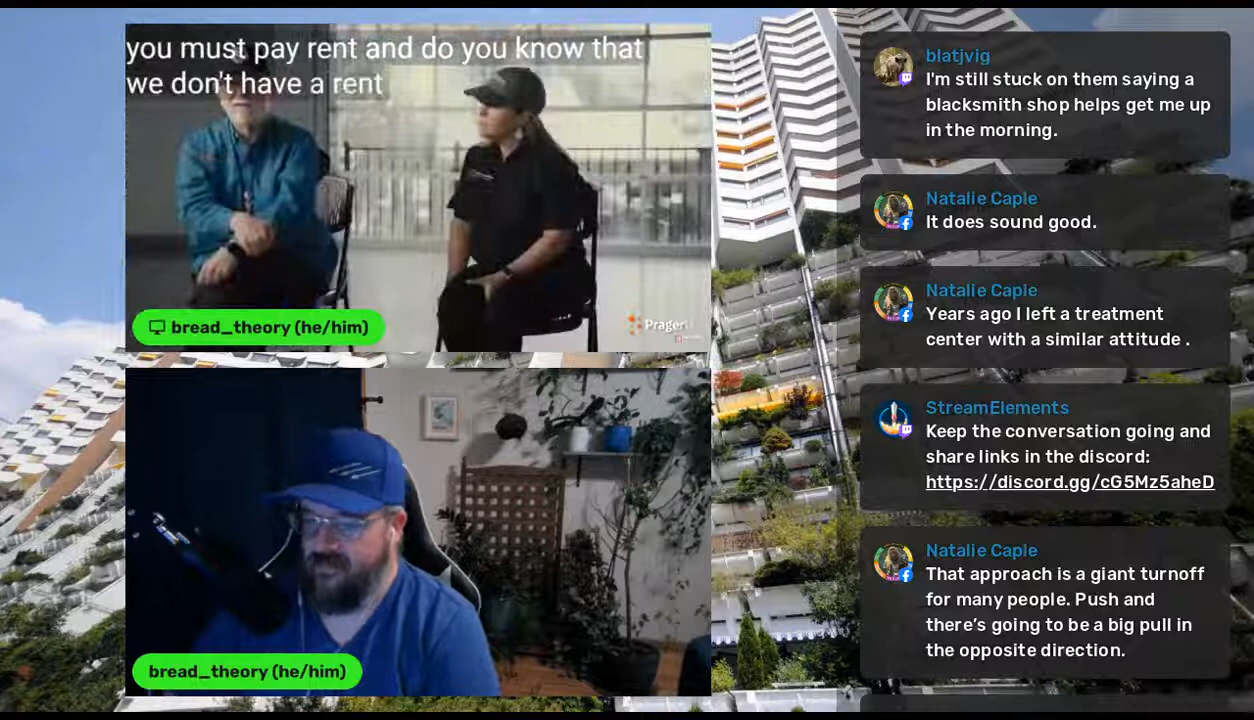 you must pay rent and do you know that
we don't have a rent
bread_theory (he/him)
Prager
bread_theory (he/him)
blatjvig
I'm still stuck on them saying a
blacksmith shop helps get me up
in the morning.
Natalie Caple
It does sound good.
Natalie Caple
Years ago I left a treatment
center with a similar attitude .
StreamElements
Keep the conversation going and
share links in the discord:
https://discord.gg/cG5Mz5aheD
Natalie Caple
That approach is a giant turnoff
for many people. Push and
there's going to be a big pull in
the opposite direction.